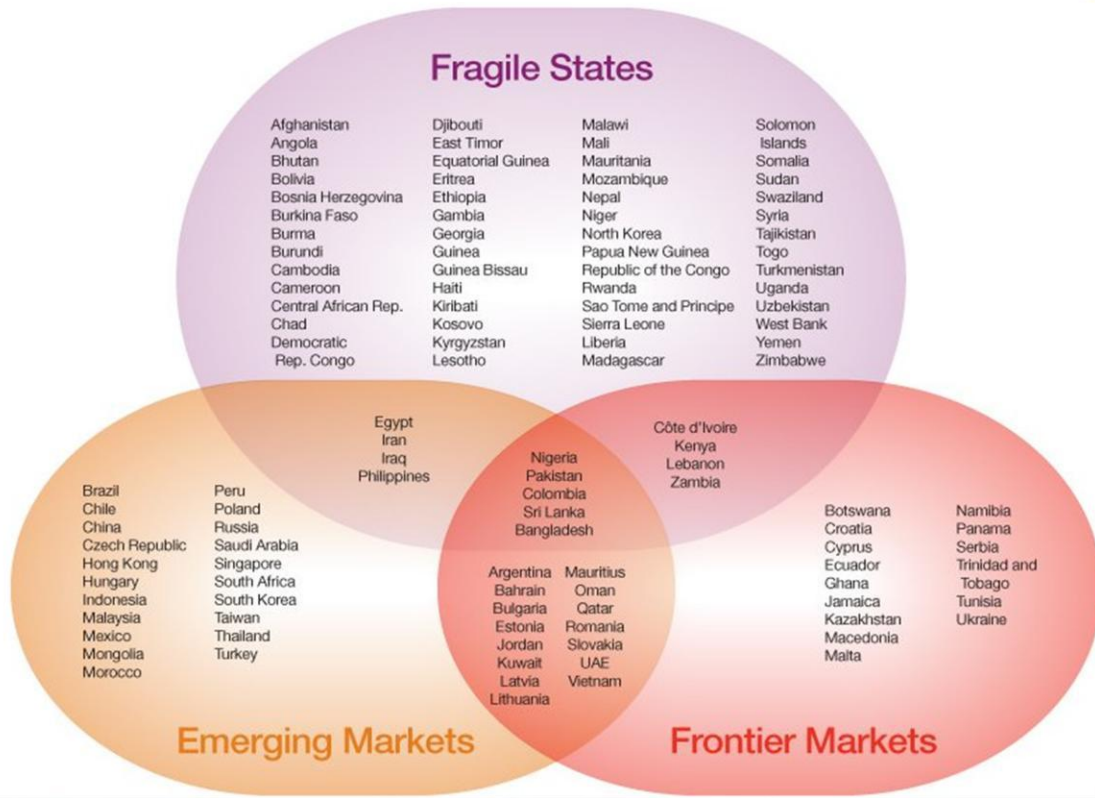 Fragile States
Afghanistan
Angola
Bhutan
Bolivia
Bosnia Herzegovina
Burkina Faso
Burma
Burundi
Cambodia
Cameroon
Central African Rep.
Chad
Democratic
Rep. Congo
Djibouti
East Timor
Equatorial Guinea
Eritrea
Ethiopia
Gambia
Georgia
Guinea
Guinea Bissau
Haiti
Kiribati
Kosovo
Kyrgyzstan
Lesotho
Malawi
Mali
Mauritania
Mozambique
Nepal
Niger
North Korea
Papua New Guinea
Republic of the Congo
Rwanda
Sao Tome and Principe
Sierra Leone
Liberia
Madagascar
Solomon
Islands
Somalia
Sudan
Swaziland
Syria
Tajikistan
Togo
Turkmenistan
Uganda
Uzbekistan
West Bank
Yemen
Zimbabwe
Egypt
Iran
Iraq
Philippines
Nigeria
Pakistan
Colombia
Sri Lanka
Bangladesh
Côte d'Ivoire
Kenya
Lebanon
Zambia
Brazil
Chile
China
Czech Republic
Hong Kong
Hungary
Indonesia
Malaysia
Mexico
Mongolia
Morocco
Peru
Poland
Russia
Saudi Arabia
Singapore
South Africa
South Korea
Taiwan
Thailand
Turkey
Argentina
Bahrain
Bulgaria
Estonia
Jordan
Kuwait
Latvia
Lithuania
Mauritius
Oman
Qatar
Romania
Slovakia
UAE
Vietnam
Botswana
Croatia
Cyprus
Ecuador
Ghana
Jamaica
Kazakhstan
Macedonia
Malta
Namibia
Panama
Serbia
Trinidad and
Tobago
Tunisia
Ukraine
Emerging Markets
Frontier Markets